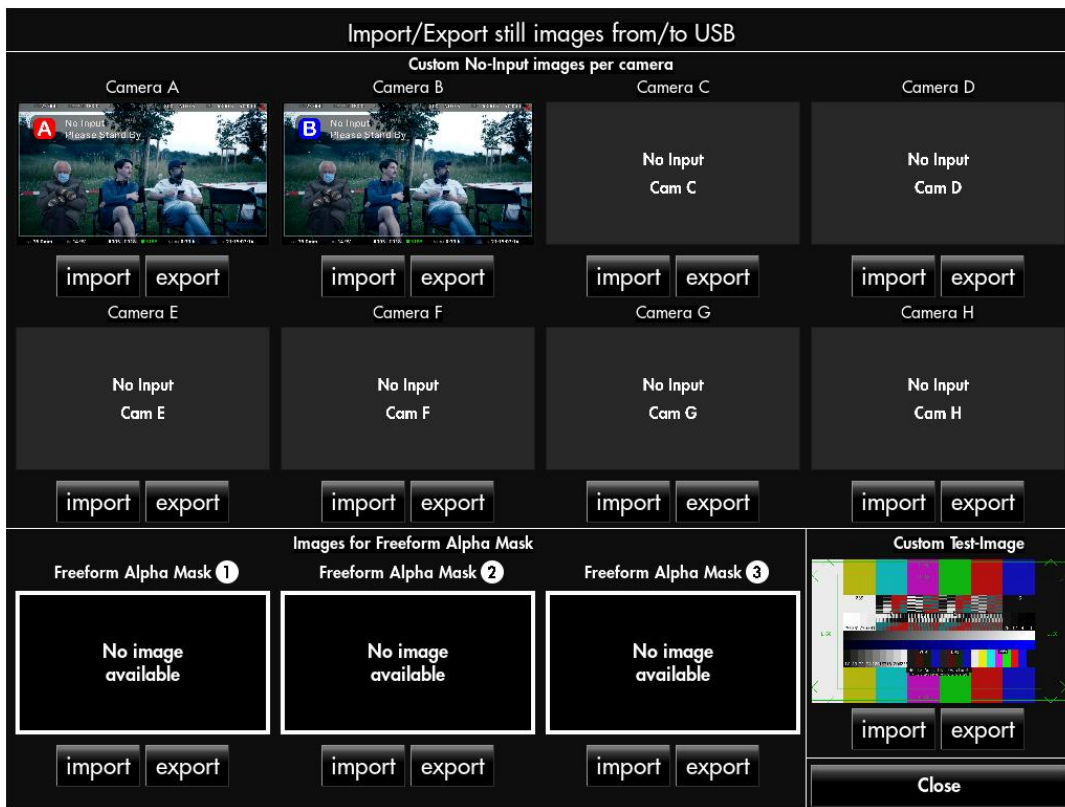 Import/Export still images from/to USB
Custom No-Input images per camera
Camera A
Camera B
Camera C
Camera D
A
No Input
Please Stand By
B
No Input
Please Stand By
No Input
Cam C
No Input
Cam D
import export
import export
import export
import export
Camera E
Camera F
Camera G
Camera H
No Input
Cam E
No Input
Cam F
No Input
Cam G
No Input
Cam H
import export
import export
import export
import export
Images for Freeform Alpha Mask
Custom Test-Image
Freeform Alpha Mask 1
Freeform Alpha Mask 2
Freeform Alpha Mask 3
No image
available
No image
available
No image
available
import export
import export
import export
import export
Close